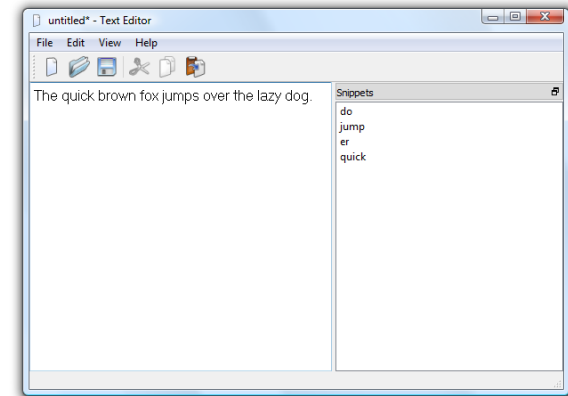 untitled* - Text Editor
File Edit View Help
The quick brown fox jumps over the lazy dog.
Snippets
do
jump
er
quick